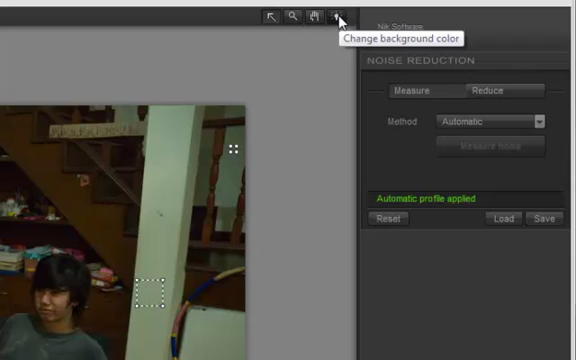 Nik Software
Change background color
NOISE REDUCTION
Measure Reduce
Method Automatic
Measure Noise
Automatic profile applied
Reset Load Save